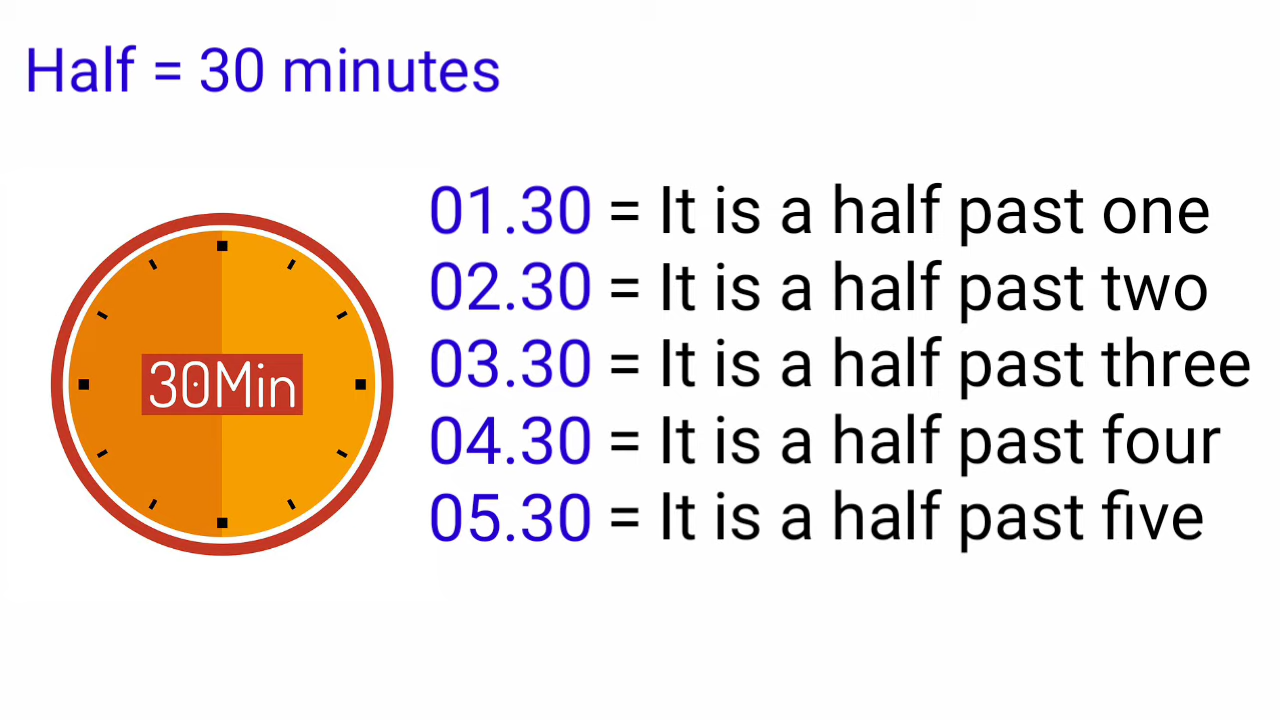 Half = 30 minutes
01.30 = It is a half past one
02.30 = It is a half past two
03.30 = It is a half past three
04.30 = It is a half past four
05.30 = It is a half past five
30Min